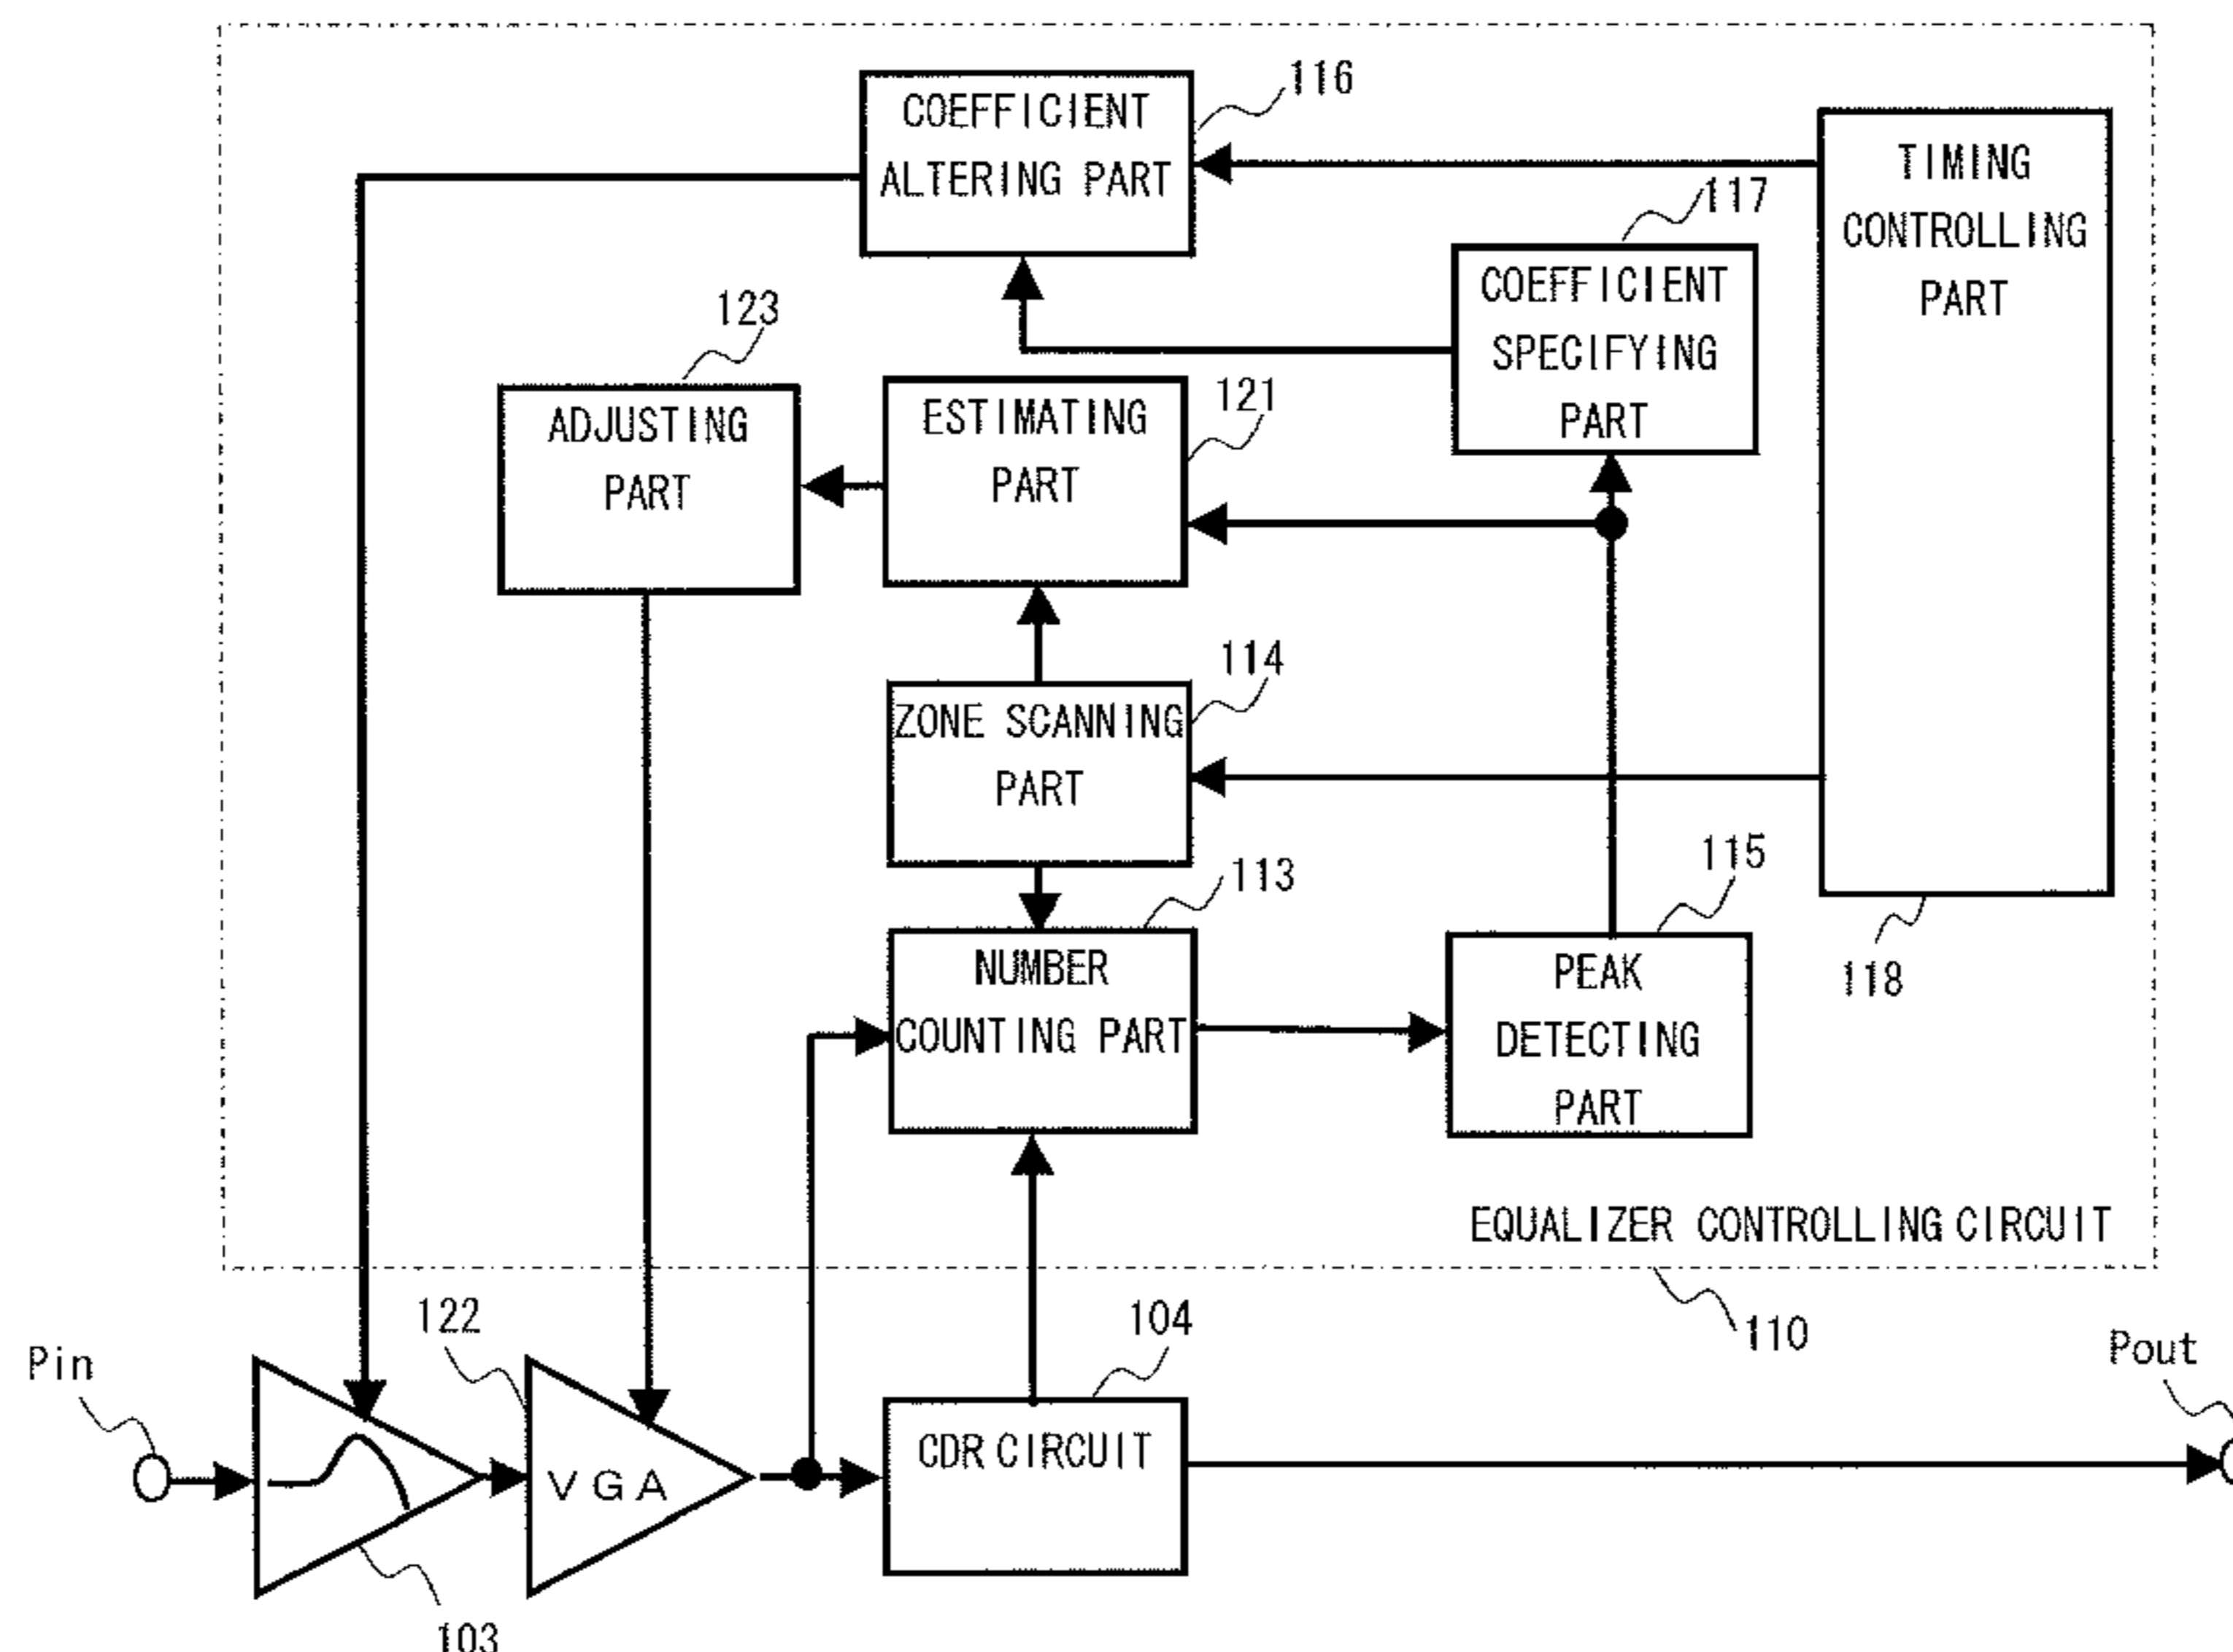 116
COEFFICIENT
ALTERING PART
TIMING
CONTROLLING
PART
117
COEFFICIENT
SPECIFYING
PART
123
ADJUSTING
PART
121
ESTIMATING
PART
114
ZONE SCANNING
PART
113
NUMBER
COUNTING PART
115
PEAK
DETECTING
PART
118
EQUALIZER CONTROLLING CIRCUIT
110
122
104
Pin
Pout
VGA
CDR CIRCUIT
103